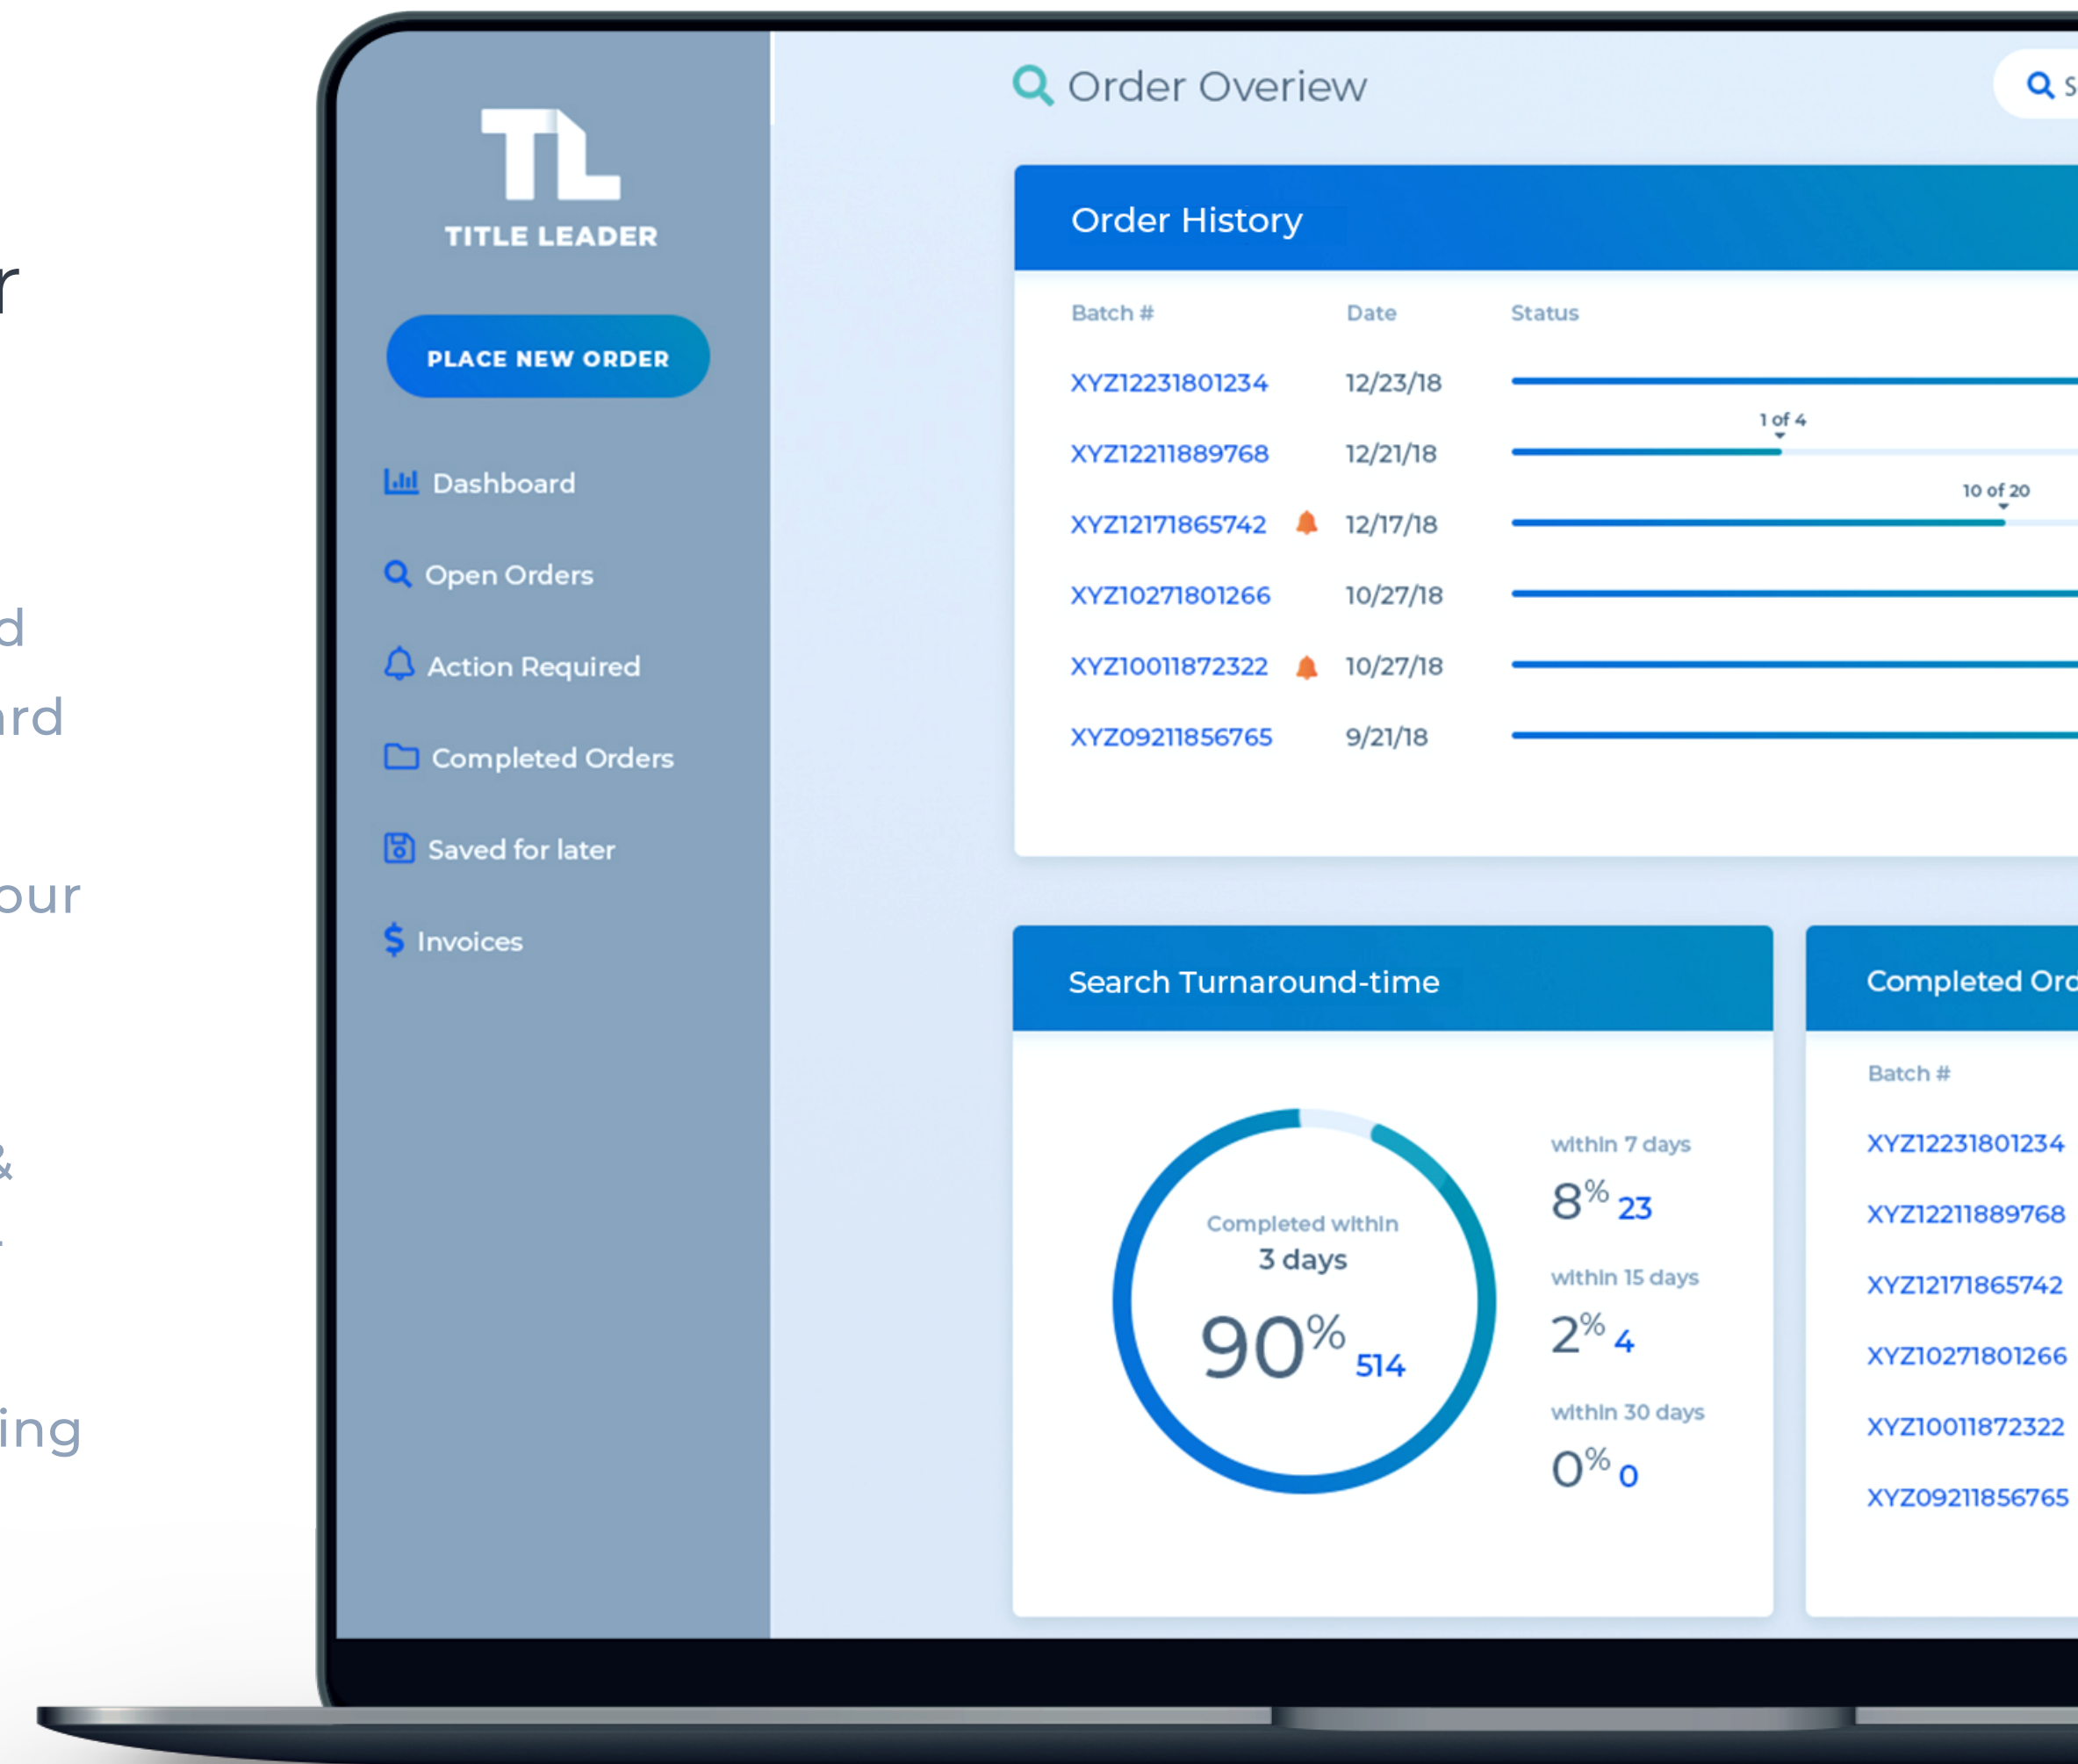 TL
TITLE LEADER
PLACE NEW ORDER
Dashboard
Open Orders
Action Required
Completed Orders
Saved for later
$ Invoices
Order Overiew
Order History
Batch # Date Status
XYZ12231801234 12/23/18
1 of 4
XYZ12211889768 12/21/18
10 of 20
XYZ12171865742 12/17/18
XYZ10271801266 10/27/18
XYZ10011872322 10/27/18
XYZ09211856765 9/21/18
Search Turnaround-time
Completed within
3 days
90% 514
within 7 days
8% 23
within 15 days
2% 4
within 30 days
0% 0
Completed
Batch #
XYZ12231801234
XYZ12211889768
XYZ12171865742
XYZ10271801266
XYZ10011872322
XYZ09211856765
&